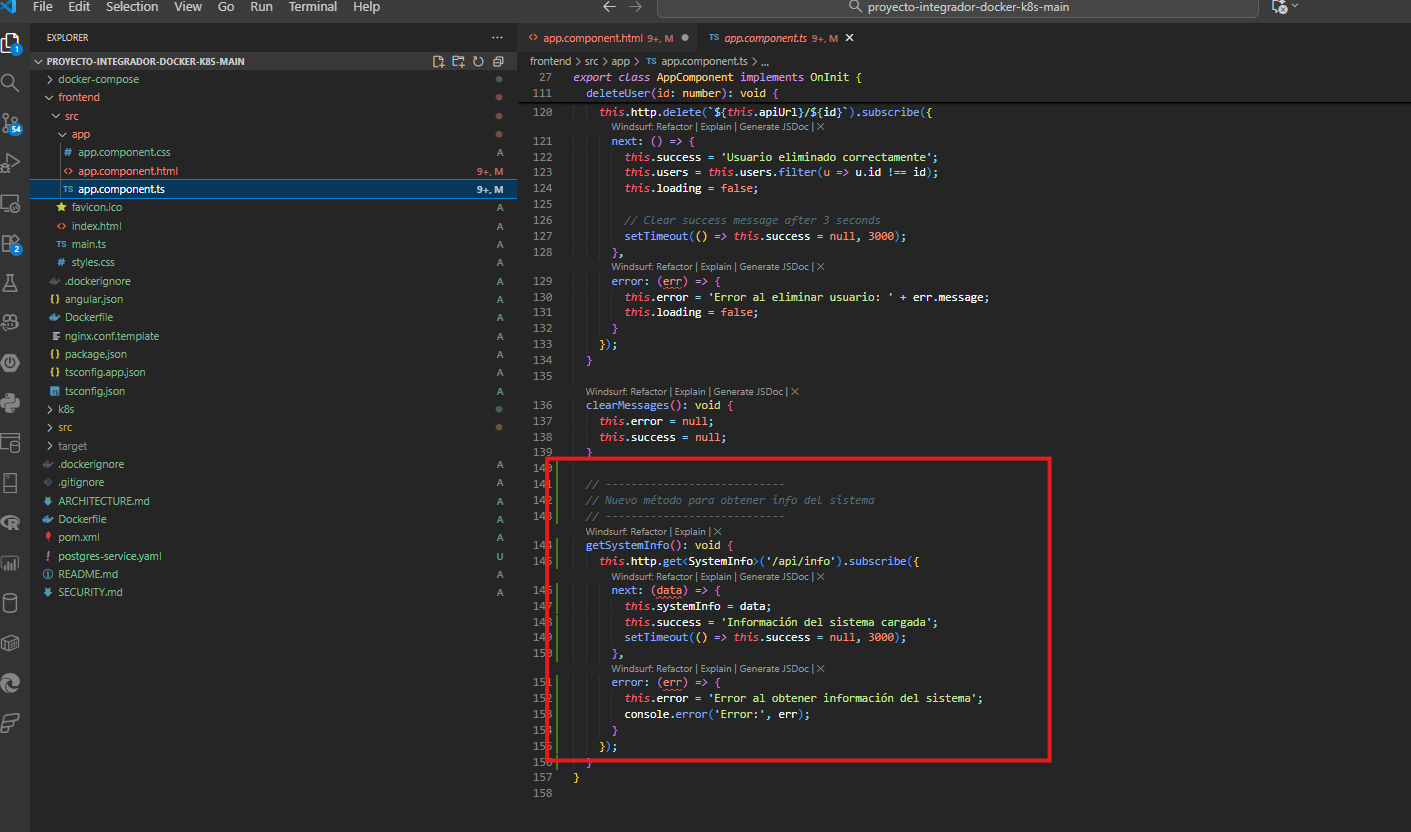 File Edit Selection View Go Run Terminal Help
proyecto-integrador-docker-k8s-main
EXPLORER
PROYECTO-INTEGRADOR-DOCKER-K8S-MAIN
docker-compose
frontend
src
app
app.component.css A
app.component.html 9+, M
TS app.component.ts 9+, M
favicon.ico A
index.html A
TS main.ts A
# styles.css A
.dockerignore A
angular.json A
Dockerfile A
nginx.conf.template A
package.json A
tsconfig.app.json A
tsconfig.json A
k8s
src
target
.dockerignore A
.gitignore A
ARCHITECTURE.md A
Dockerfile A
pom.xml A
postgres-service.yaml U
README.md A
SECURITY.md A
1
54
2
app.component.html 9+, M
TS app.component.ts 9+, M
frontend > src > app > TS app.component.ts > ...
27 export class AppComponent implements OnInit {
111 deleteUser(id: number): void {
120 this.http.delete(`${this.apiUrl}/${id}`).subscribe({
Windsurf: Refactor | Explain | Generate JSDoc | X
121 next: () => {
122 this.success = 'Usuario eliminado correctamente';
123 this.users = this.users.filter(u => u.id !== id);
124 this.loading = false;
125
126 // Clear success message after 3 seconds
127 setTimeout(() => this.success = null, 3000);
128 },
Windsurf: Refactor | Explain | Generate JSDoc | X
129 error: (err) => {
130 this.error = 'Error al eliminar usuario: ' + err.message;
131 this.loading = false;
132 }
133 });
134 }
135
Windsurf: Refactor | Explain | Generate JSDoc | X
136 clearMessages(): void {
137 this.error = null;
138 this.success = null;
139 }
140
141 // ----------------------------
142 // Nuevo método para obtener info del sistema
143 // ----------------------------
Windsurf: Refactor | Explain | X
144 getSystemInfo(): void {
145 this.http.get<SystemInfo>('/api/info').subscribe({
Windsurf: Refactor | Explain | Generate JSDoc | X
146 next: (data) => {
147 this.systemInfo = data;
148 this.success = 'Información del sistema cargada';
149 setTimeout(() => this.success = null, 3000);
150 },
Windsurf: Refactor | Explain | Generate JSDoc | X
151 error: (err) => {
152 this.error = 'Error al obtener información del sistema';
153 console.error('Error:', err);
154 }
155 });
156 }
157 }
158